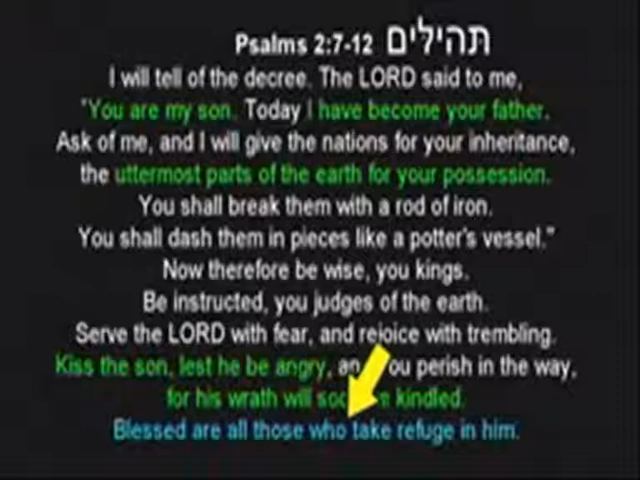 Psalms 2:7-12 תהילים
I will tell of the decree. The LORD said to me,
"You are my son. Today I have become your father.
Ask of me, and I will give the nations for your inheritance,
the uttermost parts of the earth for your possession.
You shall break them with a rod of iron.
You shall dash them in pieces like a potter's vessel."
Now therefore be wise, you kings.
Be instructed, you judges of the earth.
Serve the LORD with fear, and rejoice with trembling.
Kiss the son, lest he be angry, perish in the way,
for his wrath will kindled.
Blessed are all those who take refuge in him.